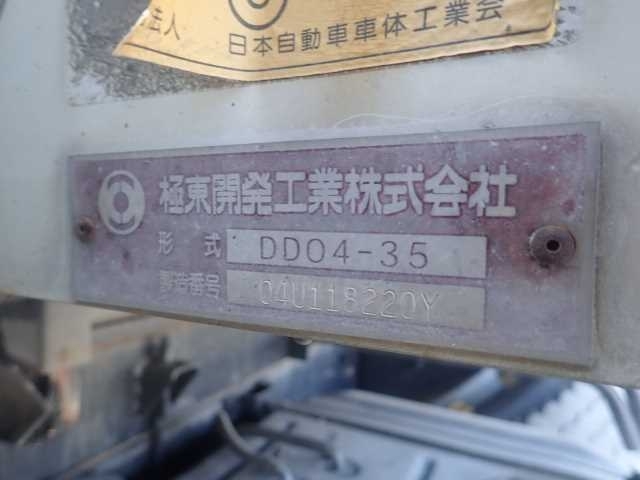 法人
日本自動車車体工業会
極東開発工業株式会社
形式 DD04-35
製造番号 04U118220Y